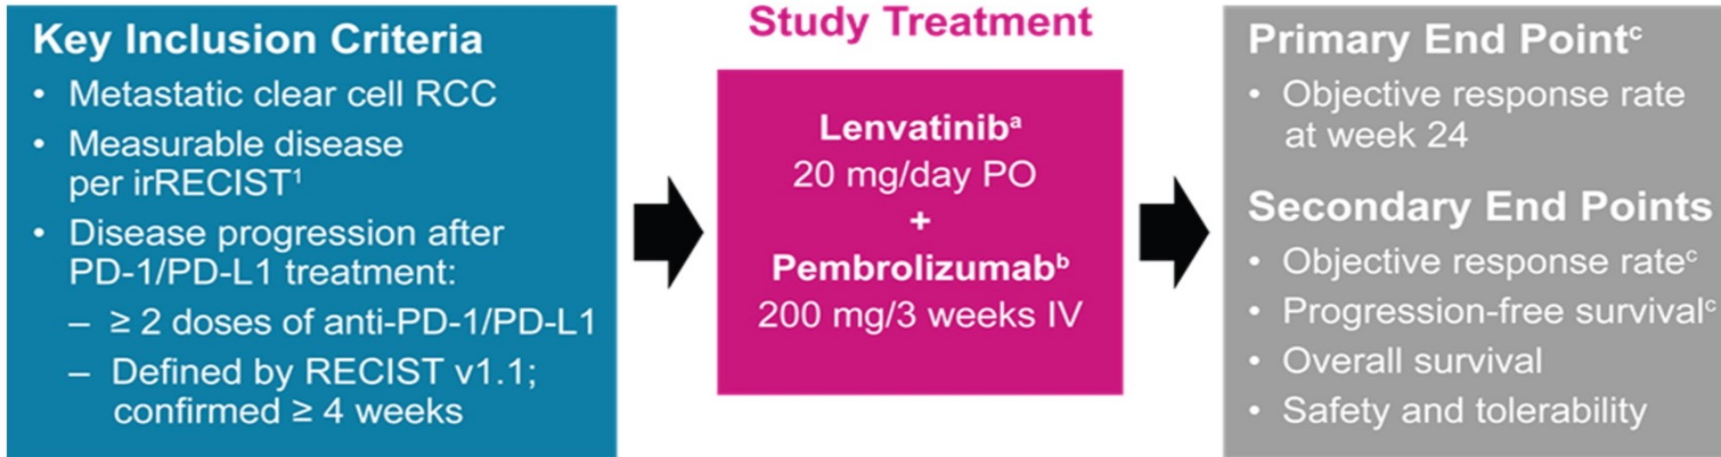 Key Inclusion Criteria
• Metastatic clear cell RCC
• Measurable disease
per irRECIST¹
• Disease progression after
PD-1/PD-L1 treatment:
– ≥ 2 doses of anti-PD-1/PD-L1
– Defined by RECIST v1.1;
confirmed ≥ 4 weeks
Study Treatment
Lenvatinibᵃ
20 mg/day PO
+
Pembrolizumabᵇ
200 mg/3 weeks IV
Primary End Pointᶜ
• Objective response rate
at week 24
Secondary End Points
• Objective response rateᶜ
• Progression-free survivalᶜ
• Overall survival
• Safety and tolerability